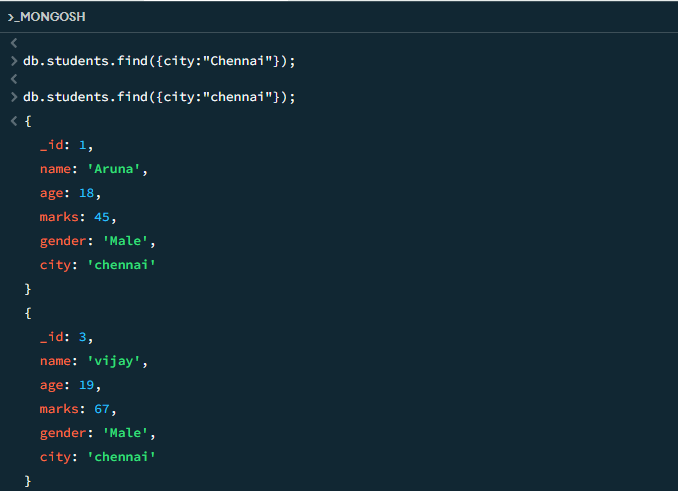 >_MONGOSH
<
> db.students.find({city:"Chennai"});
<
> db.students.find({city:"chennai"});
< {
_id: 1,
name: 'Aruna',
age: 18,
marks: 45,
gender: 'Male',
city: 'chennai'
}
{
_id: 3,
name: 'vijay',
age: 19,
marks: 67,
gender: 'Male',
city: 'chennai'
}